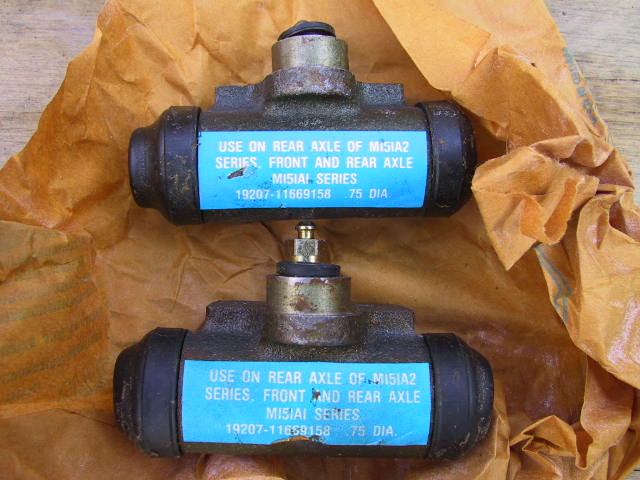 USE ON REAR AXLE OF M151A2
SERIES, FRONT AND REAR AXLE
M151A1 SERIES
19207-11669158 .75 DIA.
USE ON REAR AXLE OF M151A2
SERIES, FRONT AND REAR AXLE
M151A1 SERIES
19207-11669158 .75 DIA.